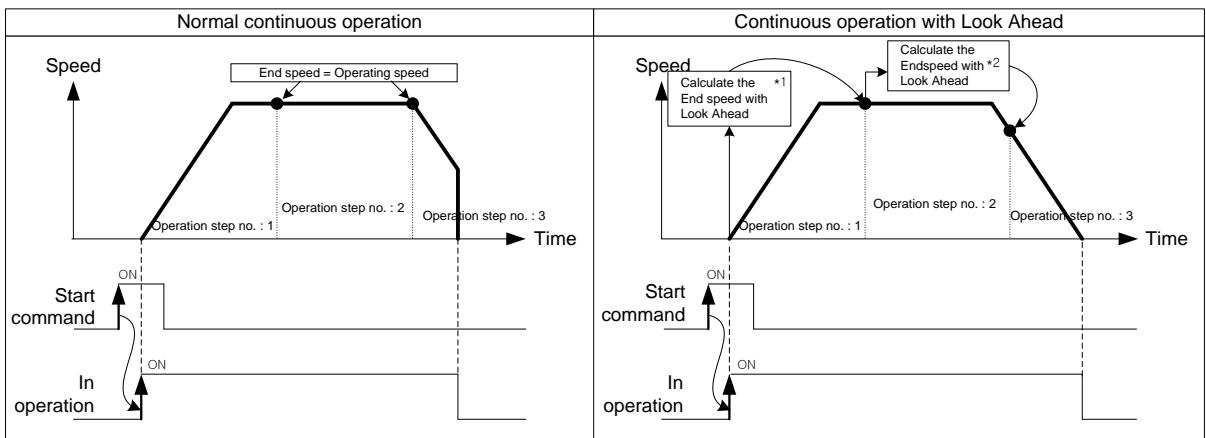 Normal continuous operation
Speed
End speed = Operating speed
Operation step no. : 1
Operation step no. : 2
Operation step no. : 3
Time
ON
Start
command
ON
In
operation
Continuous operation with Look Ahead
Speed
Calculate the *1
End speed with
Look Ahead
Calculate the
Endspeed with *2
Look Ahead
Operation step no. : 1
Operation step no. : 2
Operation step no. : 3
Time
ON
Start
command
ON
In
operation